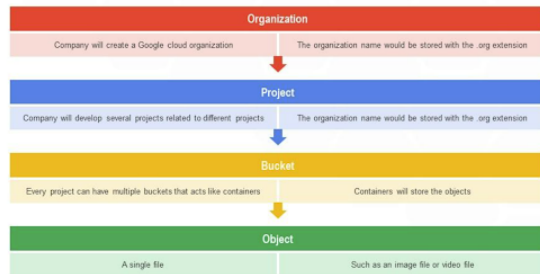 Organization
Company will create a Google cloud organization
The organization name would be stored with the .org extension
Project
Company will develop several projects related to different projects
The organization name would be stored with the .org extension
Bucket
Every project can have multiple buckets that acts like containers
Containers will store the objects
Object
A single file
Such as an image file or video file